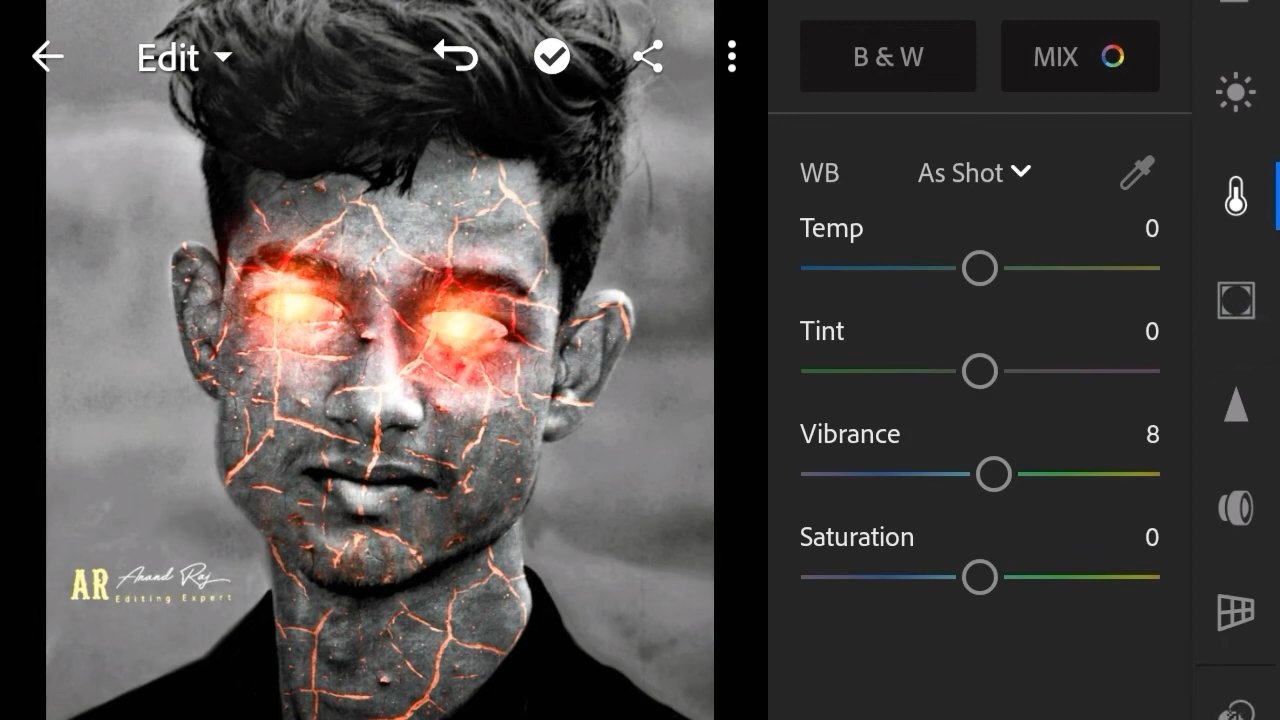 Edit
B & W
MIX
WB
As Shot
Temp
0
Tint
0
Vibrance
8
Saturation
0
AR
Anand Raj
Editing Expert